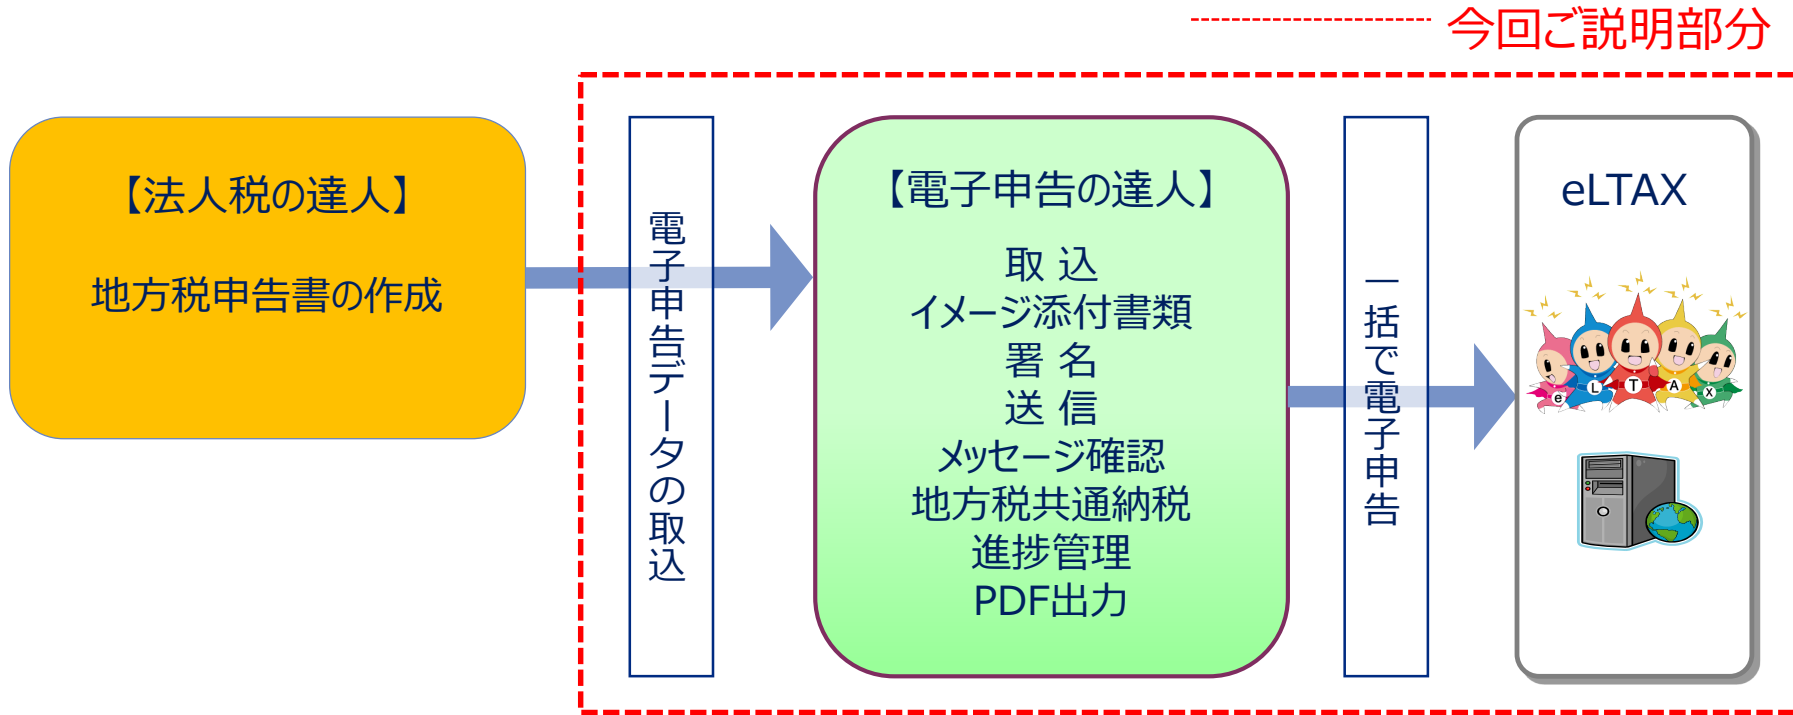 今回ご説明部分
【法人税の達人】
地方税申告書の作成
電子申告データの取込
【電子申告の達人】
取 込
イメージ添付書類
署 名
送 信
メッセージ確認
地方税共通納税
進捗管理
PDF出力
一括で電子申告
eLTAX
e L T A X